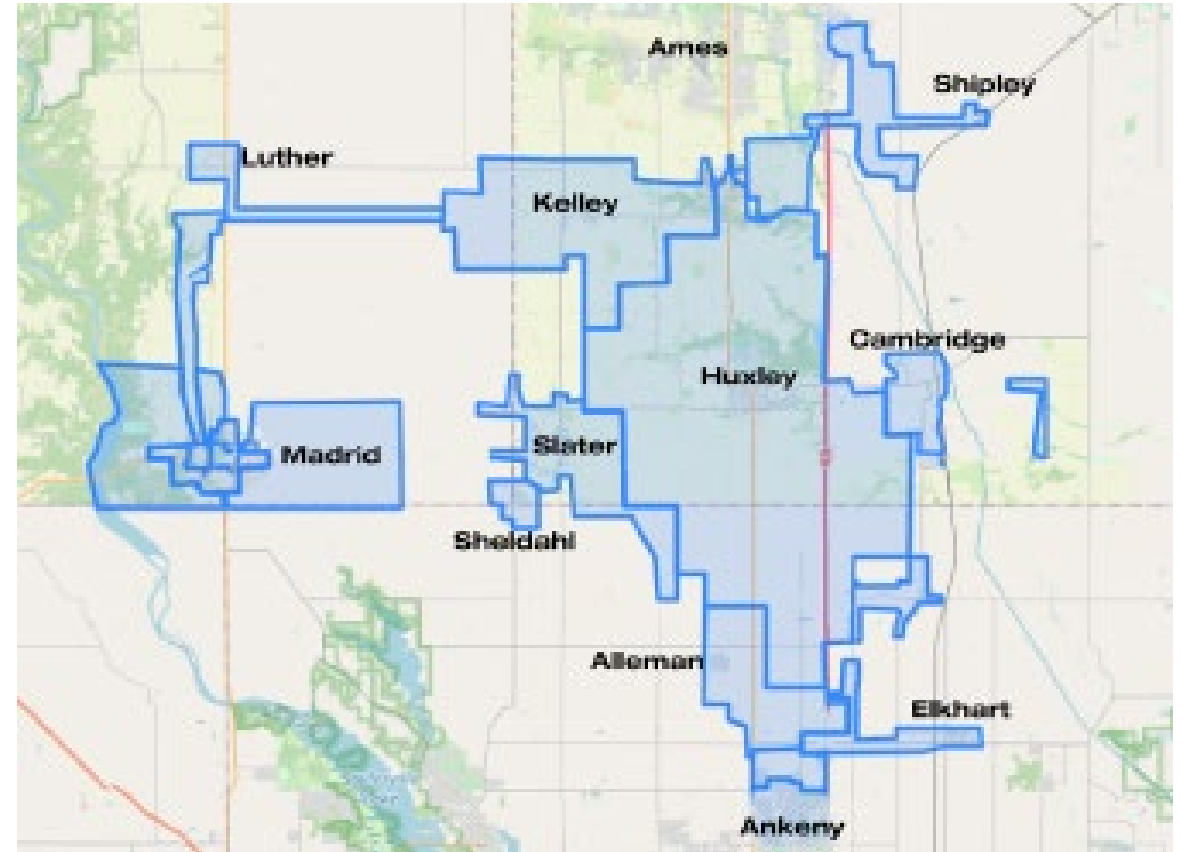 Ames
Shipley
Luther
Kelley
Cambridge
Huxley
Slater
Madrid
Sheldahl
Alleman
Elkhart
Ankeny